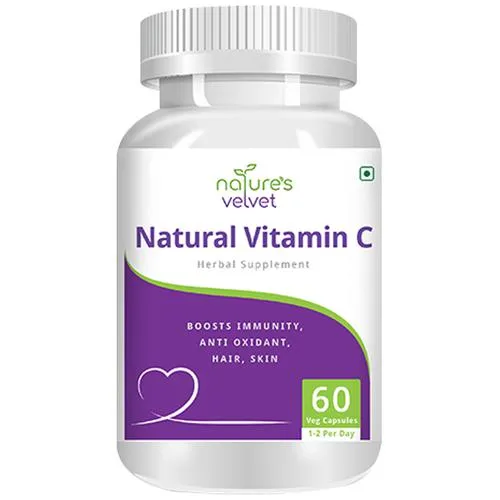 nature's
velvet
Natural Vitamin C
Herbal Supplement
BOOSTS IMMUNITY,
ANTI OXIDANT,
HAIR, SKIN
60
Veg Capsules
1-2 Per Day